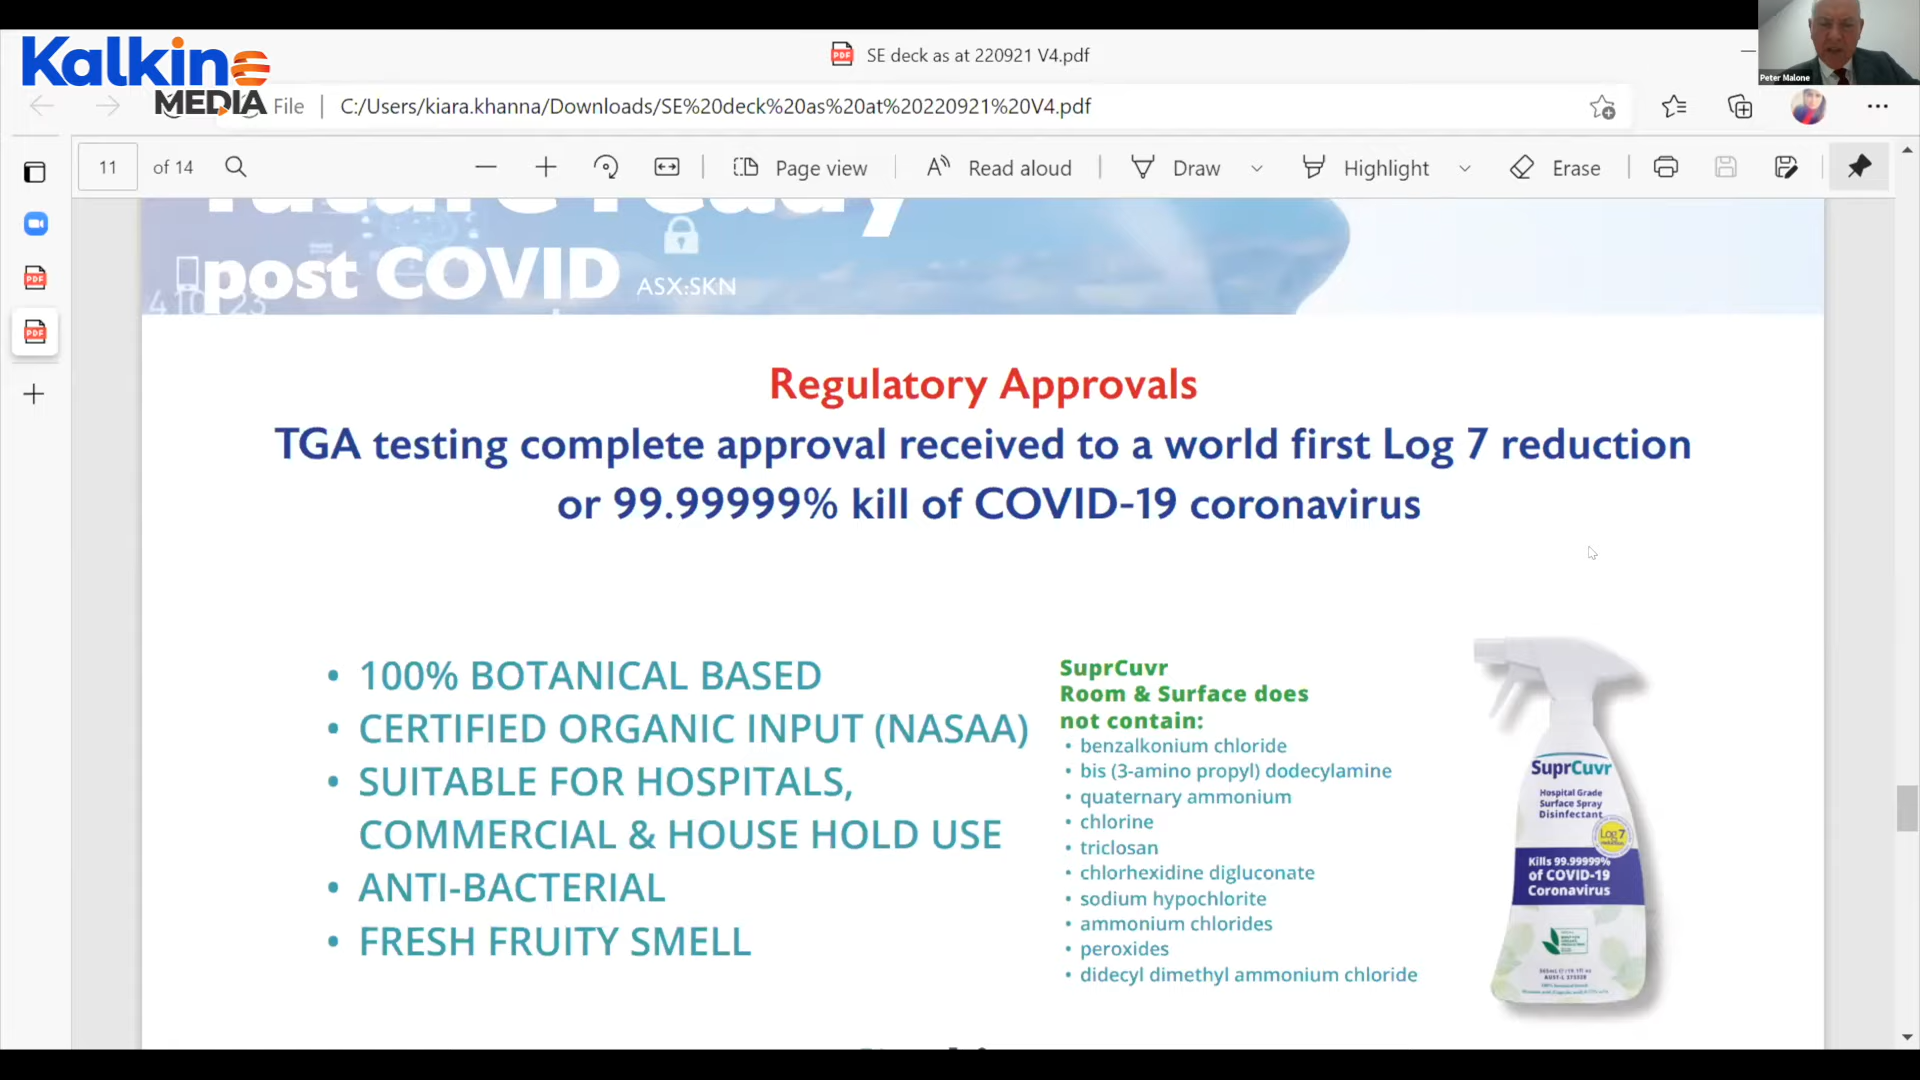 Kalkine
MEDIA
SE deck as at 220921 V4.pdf
Peter Malone
File
C:/Users/kiara.khanna/Downloads/SE%20deck%20as%20at%20220921%20V4.pdf
11 of 14
Page view
Read aloud
Draw
Highlight
Erase
future ready
post COVID ASX:SKN
Regulatory Approvals
TGA testing complete approval received to a world first Log 7 reduction
or 99.99999% kill of COVID-19 coronavirus
• 100% BOTANICAL BASED
• CERTIFIED ORGANIC INPUT (NASAA)
• SUITABLE FOR HOSPITALS,
COMMERCIAL & HOUSE HOLD USE
• ANTI-BACTERIAL
• FRESH FRUITY SMELL
SuprCuvr
Room & Surface does
not contain:
• benzalkonium chloride
• bis (3-amino propyl) dodecylamine
• quaternary ammonium
• chlorine
• triclosan
• chlorhexidine digluconate
• sodium hypochlorite
• ammonium chlorides
• peroxides
• didecyl dimethyl ammonium chloride
SuprCuvr
Hospital Grade
Surface Spray
Disinfectant
Log 7
Kills 99.99999%
of COVID-19
Coronavirus